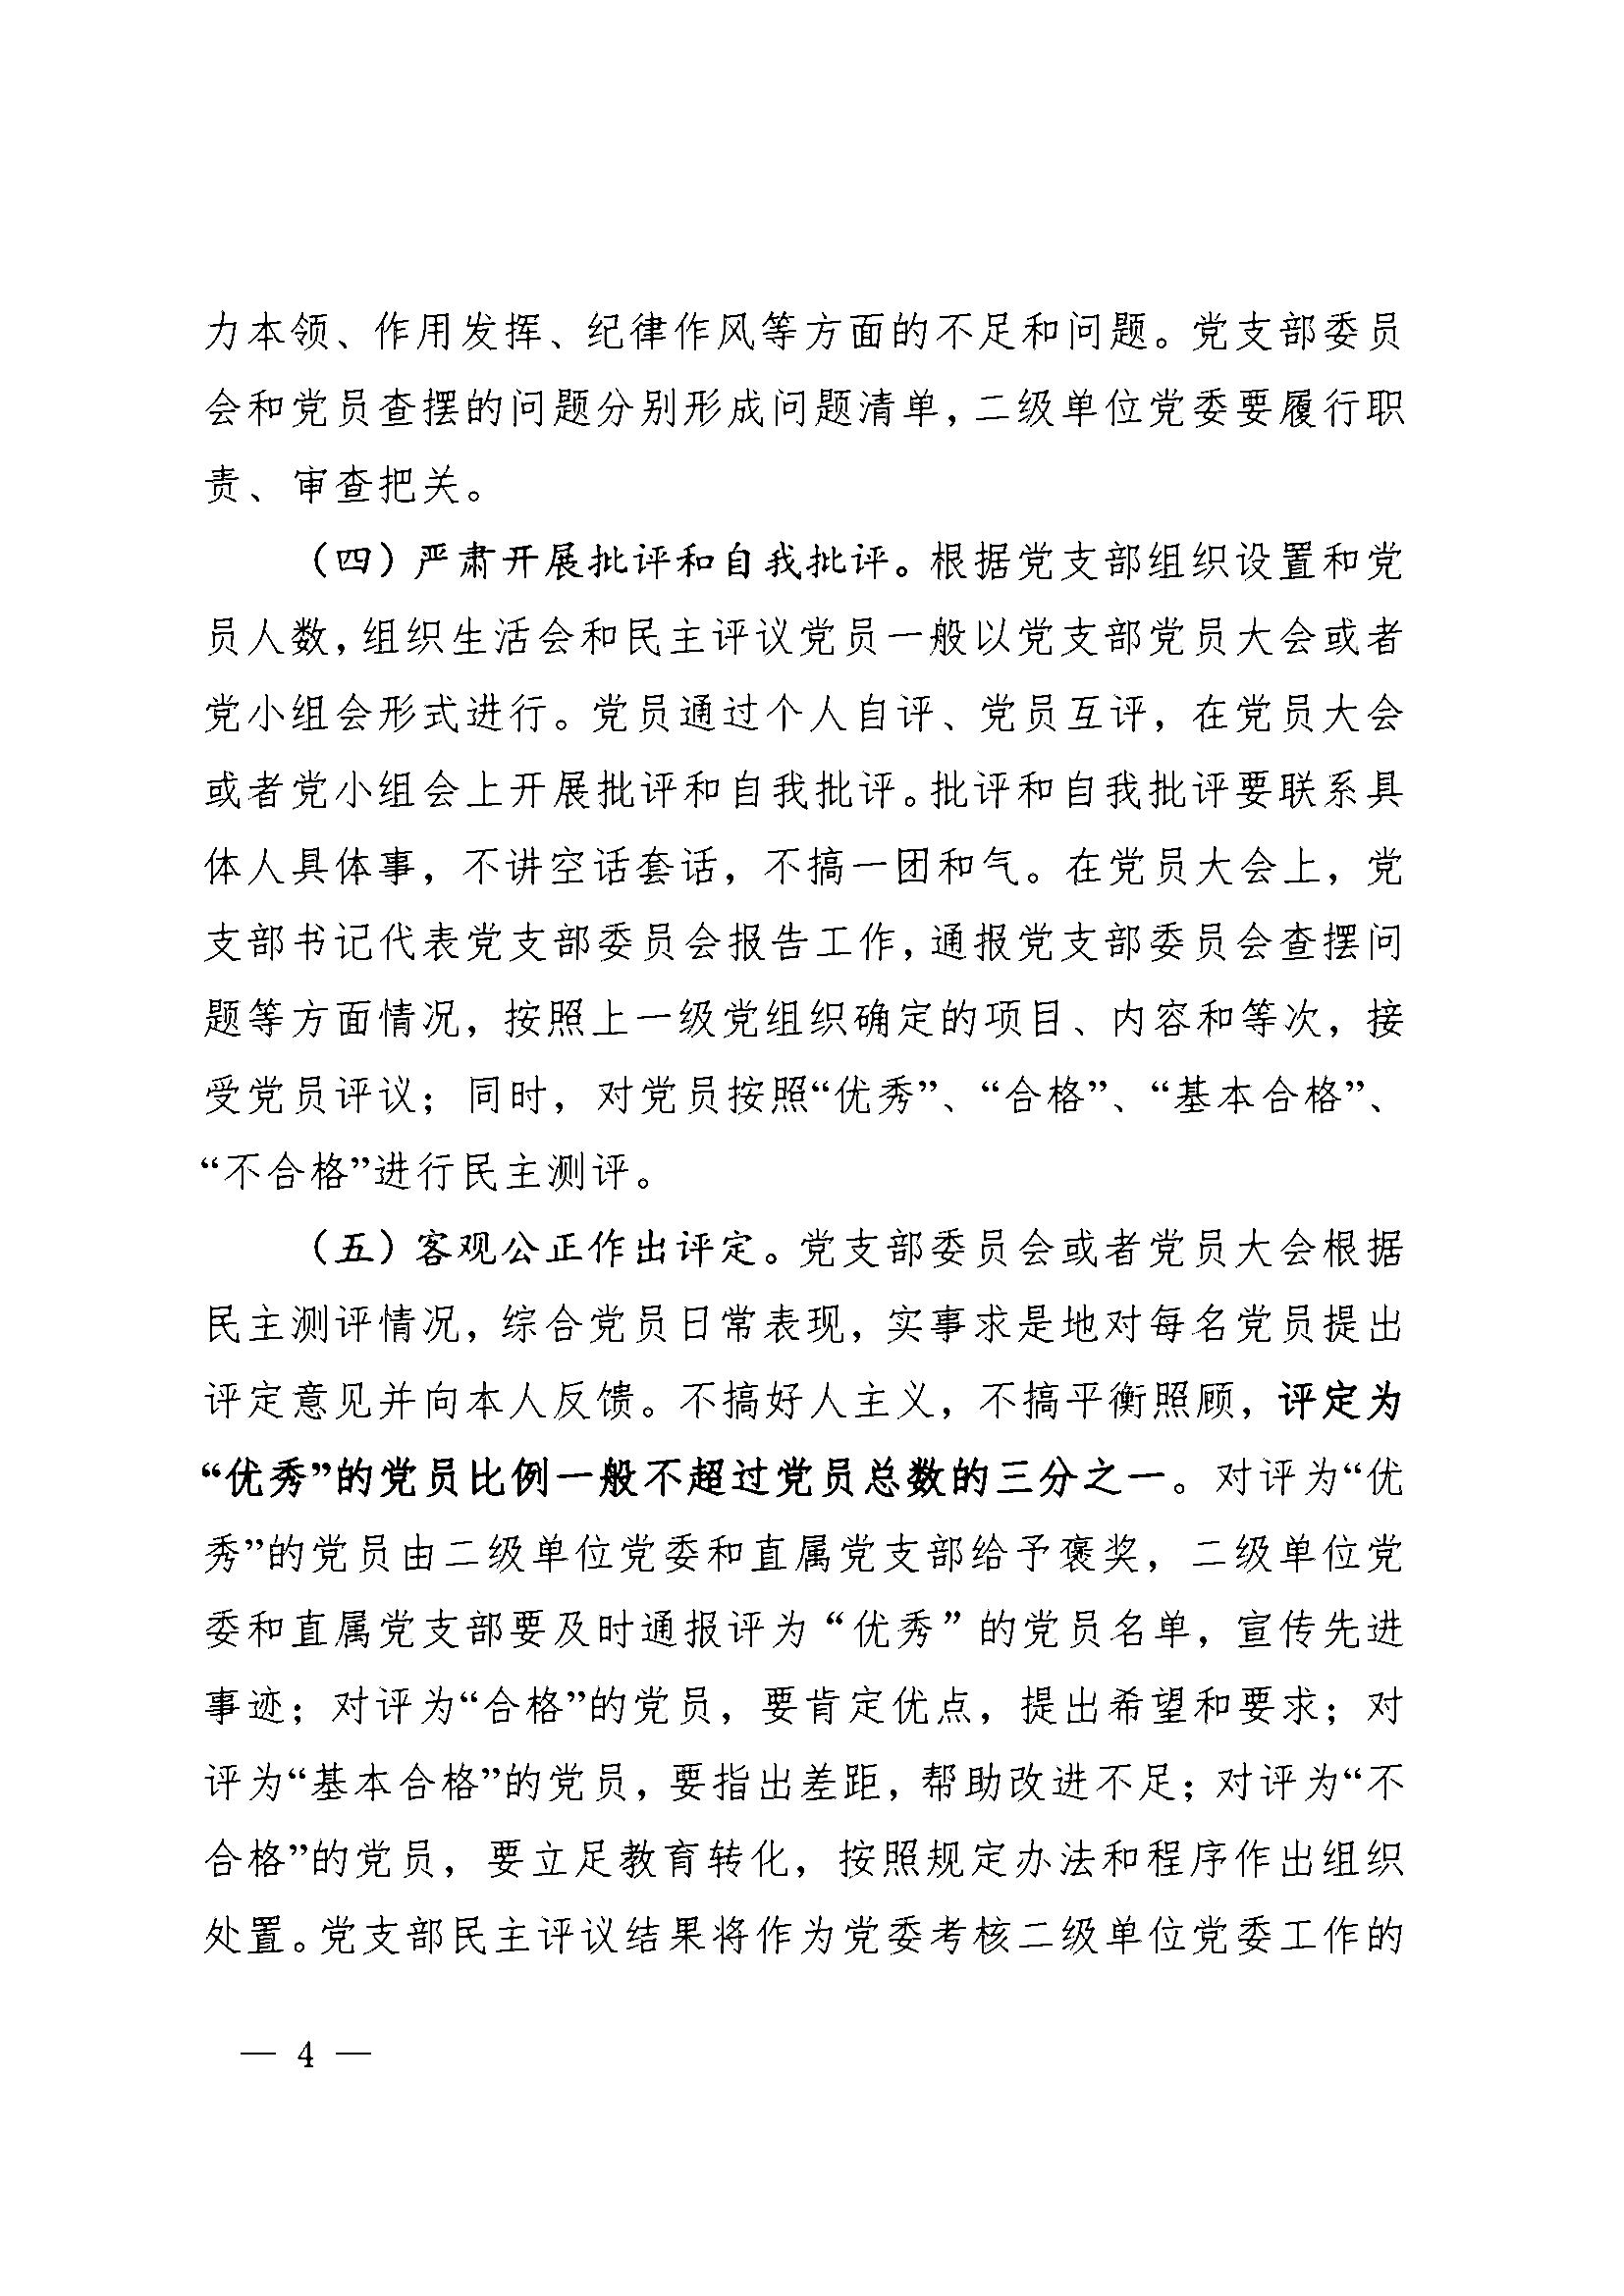 力本领、作用发挥、纪律作风等方面的不足和问题。党支部委员
会和党员查摆的问题分别形成问题清单，二级单位党委要履行职
责、审查把关。
（四）严肃开展批评和自我批评。根据党支部组织设置和党
员人数，组织生活会和民主评议党员一般以党支部党员大会或者
党小组会形式进行。党员通过个人自评、党员互评，在党员大会
或者党小组会上开展批评和自我批评。批评和自我批评要联系具
体人具体事，不讲空话套话，不搞一团和气。在党员大会上，党
支部书记代表党支部委员会报告工作，通报党支部委员会查摆问
题等方面情况，按照上一级党组织确定的项目、内容和等次，接
受党员评议；同时，对党员按照“优秀”、“合格”、“基本合格”、
“不合格”进行民主测评。
（五）客观公正作出评定。党支部委员会或者党员大会根据
民主测评情况，综合党员日常表现，实事求是地对每名党员提出
评定意见并向本人反馈。不搞好人主义，不搞平衡照顾，评定为
“优秀”的党员比例一般不超过党员总数的三分之一。对评为“优
秀”的党员由二级单位党委和直属党支部给予褒奖，二级单位党
委和直属党支部要及时通报评为“优秀”的党员名单，宣传先进
事迹；对评为“合格”的党员，要肯定优点，提出希望和要求；对
评为“基本合格”的党员，要指出差距，帮助改进不足；对评为“不
合格”的党员，要立足教育转化，按照规定办法和程序作出组织
处置。党支部民主评议结果将作为党委考核二级单位党委工作的
— 4 —